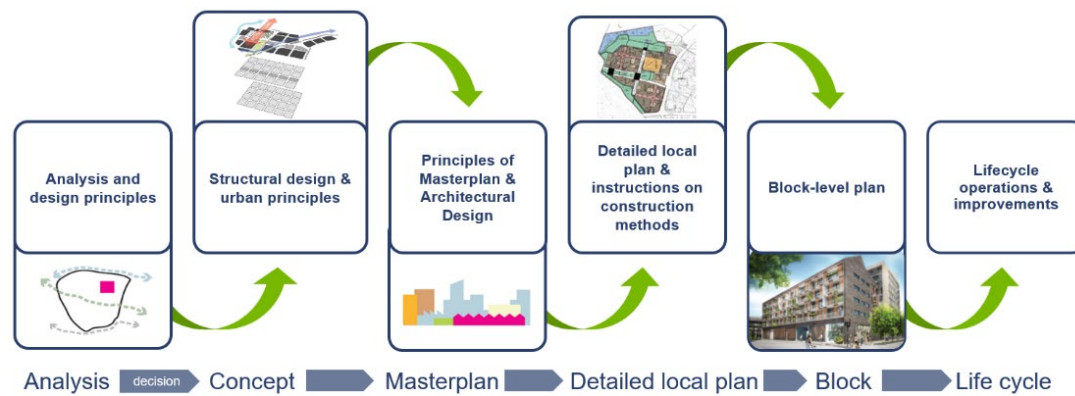 Analysis and
design principles
Structural design &
urban principles
Principles of
Masterplan &
Architectural
Design
Detailed local
plan &
instructions on
construction
methods
Block-level plan
Lifecycle
operations &
improvements
Analysis decision Concept Masterplan Detailed local plan Block Life cycle